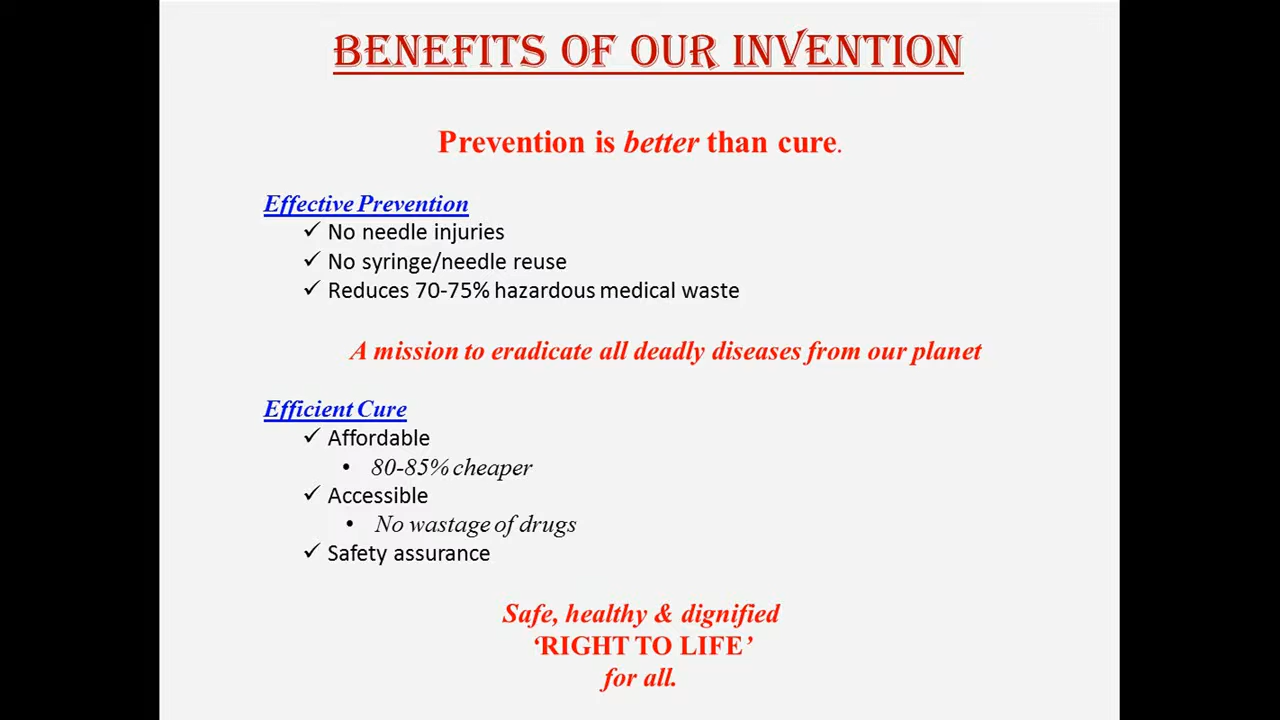 BENEFITS OF OUR INVENTION
Prevention is better than cure.
Effective Prevention
✓ No needle injuries
✓ No syringe/needle reuse
✓ Reduces 70-75% hazardous medical waste
A mission to eradicate all deadly diseases from our planet
Efficient Cure
✓ Affordable
• 80-85% cheaper
✓ Accessible
• No wastage of drugs
✓ Safety assurance
Safe, healthy & dignified
‘RIGHT TO LIFE’
for all.